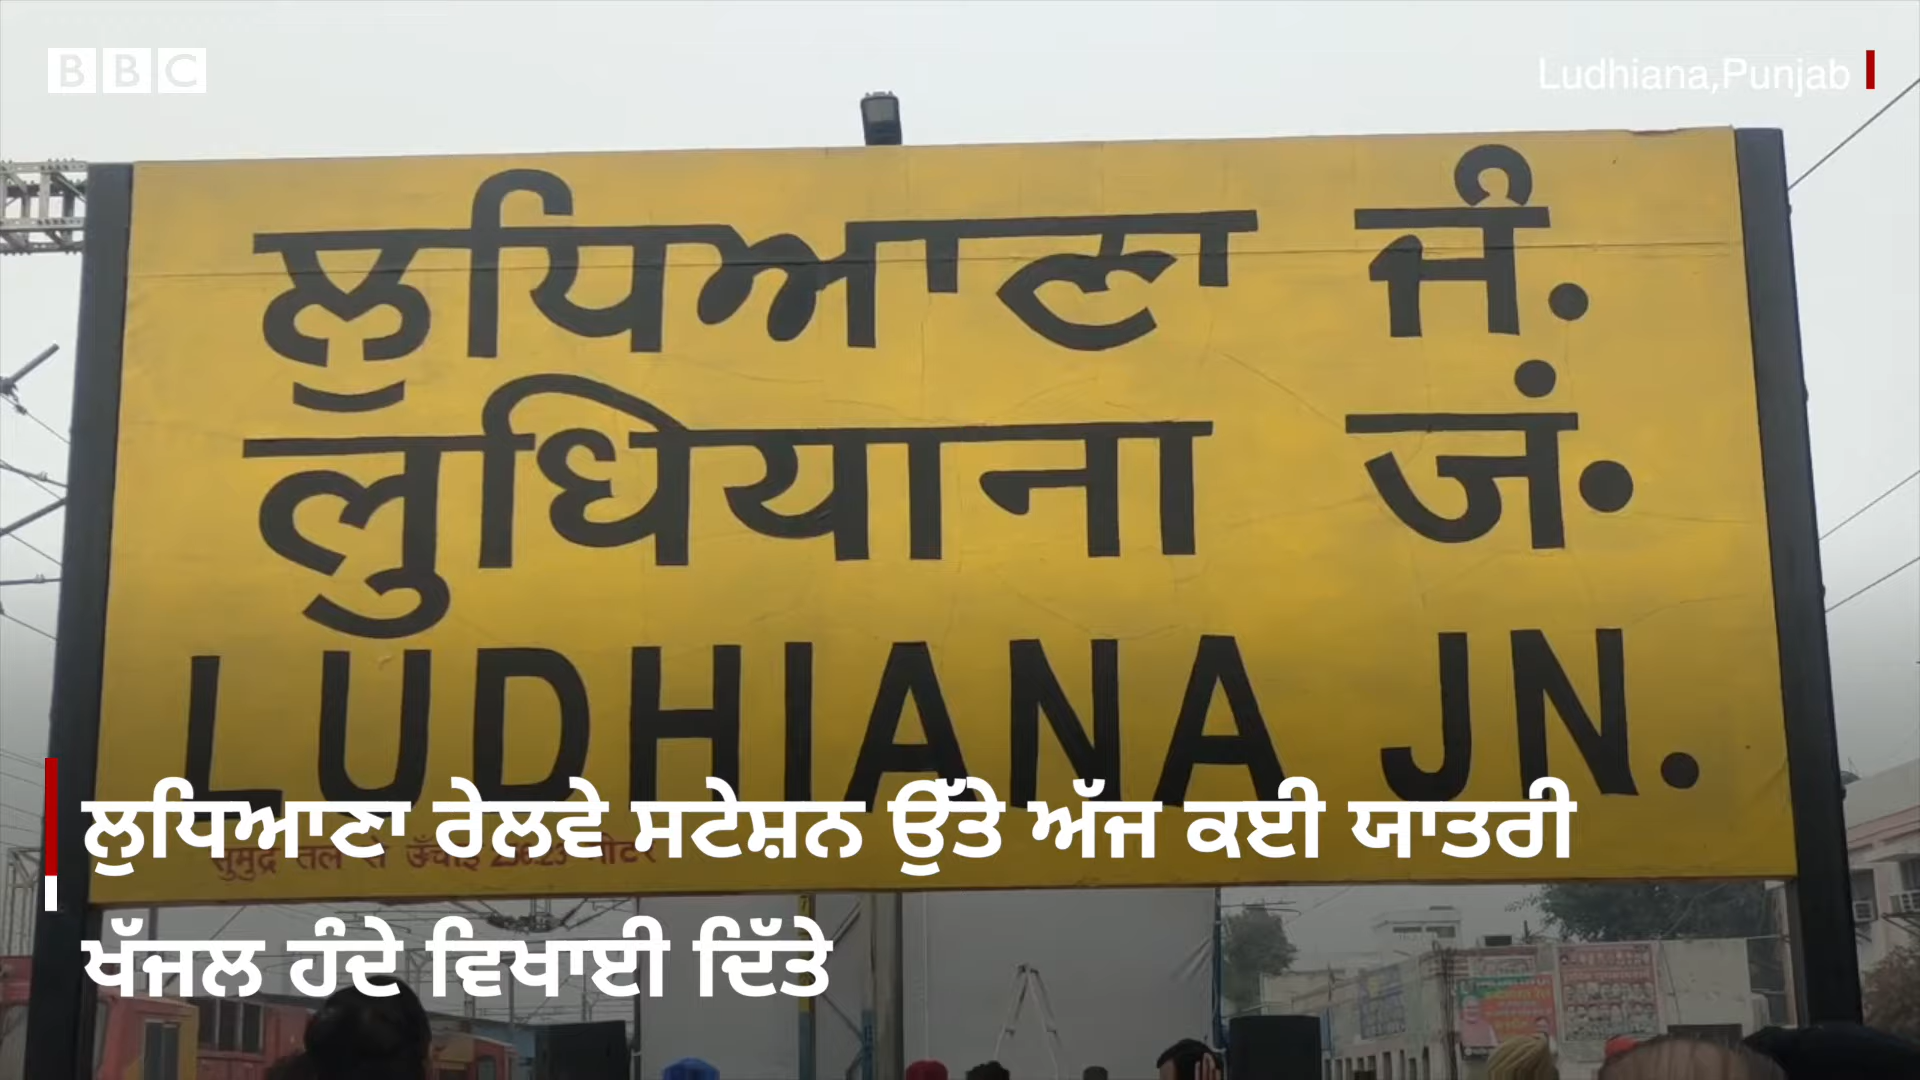 BBC
Ludhiana,Punjab
ਲੁਧਿਆਣਾ ਜੰ.
लुधियाना जं.
LUDHIANA JN.
ਲੁਧਿਆਣਾ ਰੇਲਵੇ ਸਟੇਸ਼ਨ ਉੱਤੇ ਅੱਜ ਕਈ ਯਾਤਰੀ
ਖੱਜਲ ਹੁੰਦੇ ਵਿਖਾਈ ਦਿੱਤੇ